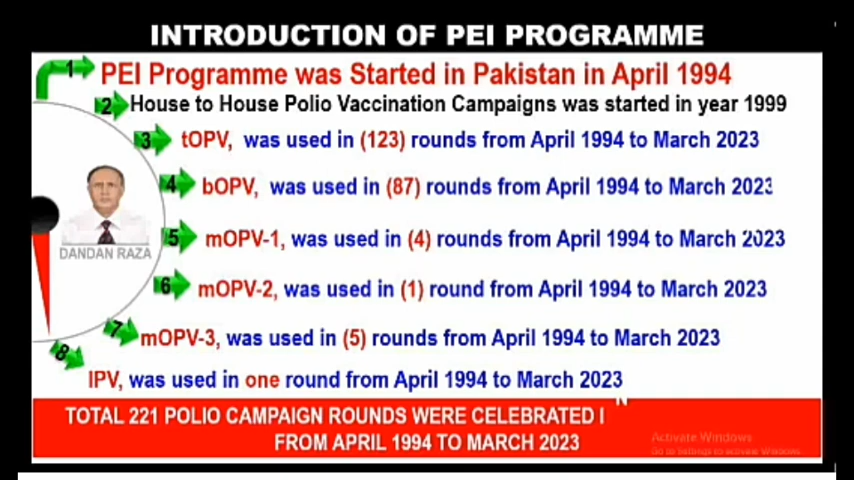 INTRODUCTION OF PEI PROGRAMME
1 PEI Programme was Started in Pakistan in April 1994
2 House to House Polio Vaccination Campaigns was started in year 1999
3 tOPV, was used in (123) rounds from April 1994 to March 2023
4 bOPV, was used in (87) rounds from April 1994 to March 2023
5 mOPV-1, was used in (4) rounds from April 1994 to March 2023
DANDAN RAZA
6 mOPV-2, was used in (1) round from April 1994 to March 2023
7 mOPV-3, was used in (5) rounds from April 1994 to March 2023
8 IPV, was used in one round from April 1994 to March 2023
TOTAL 221 POLIO CAMPAIGN ROUNDS WERE CELEBRATED I N
FROM APRIL 1994 TO MARCH 2023
Activate Windows
Go to Settings to activate Windows.